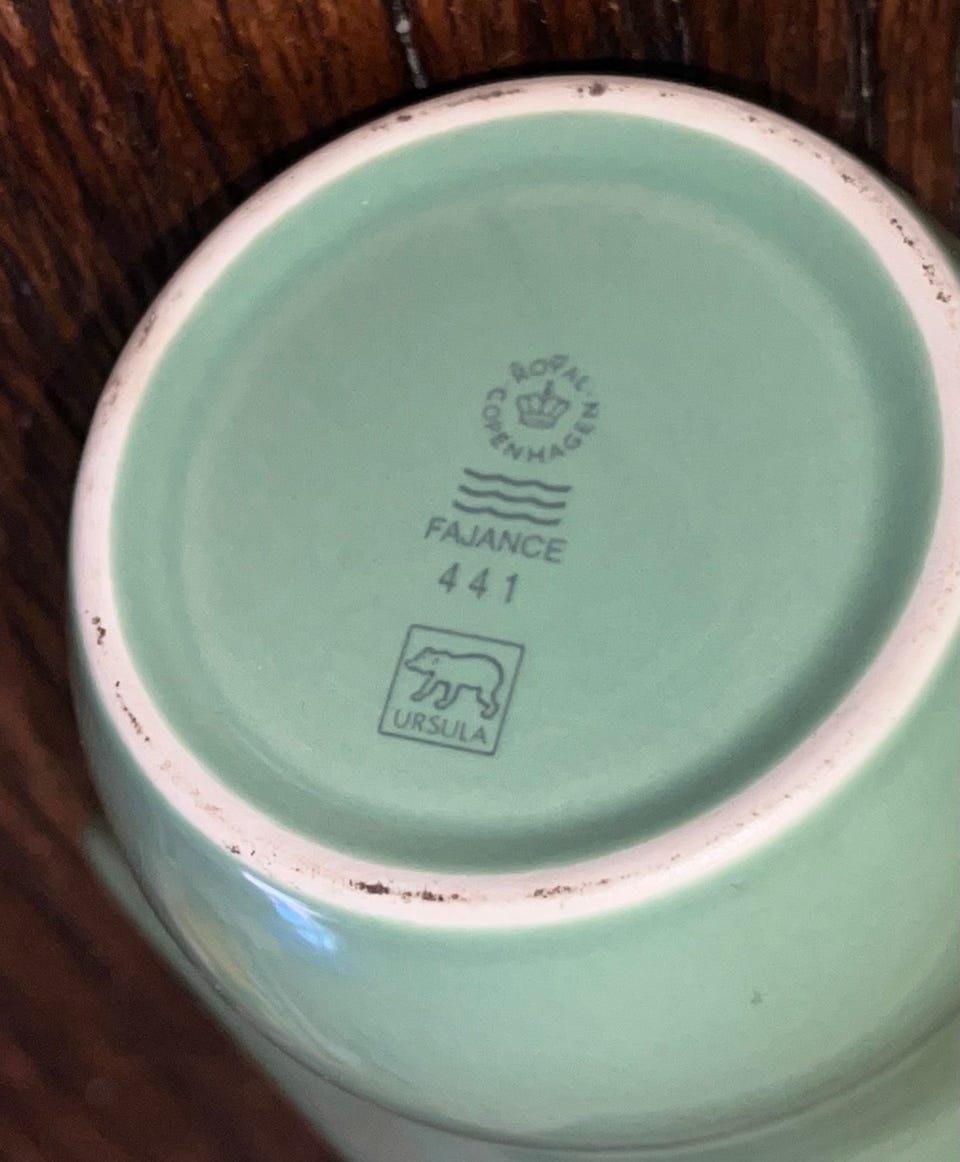 ROYAL
COPENHAGEN
FAJANCE
441
URSULA